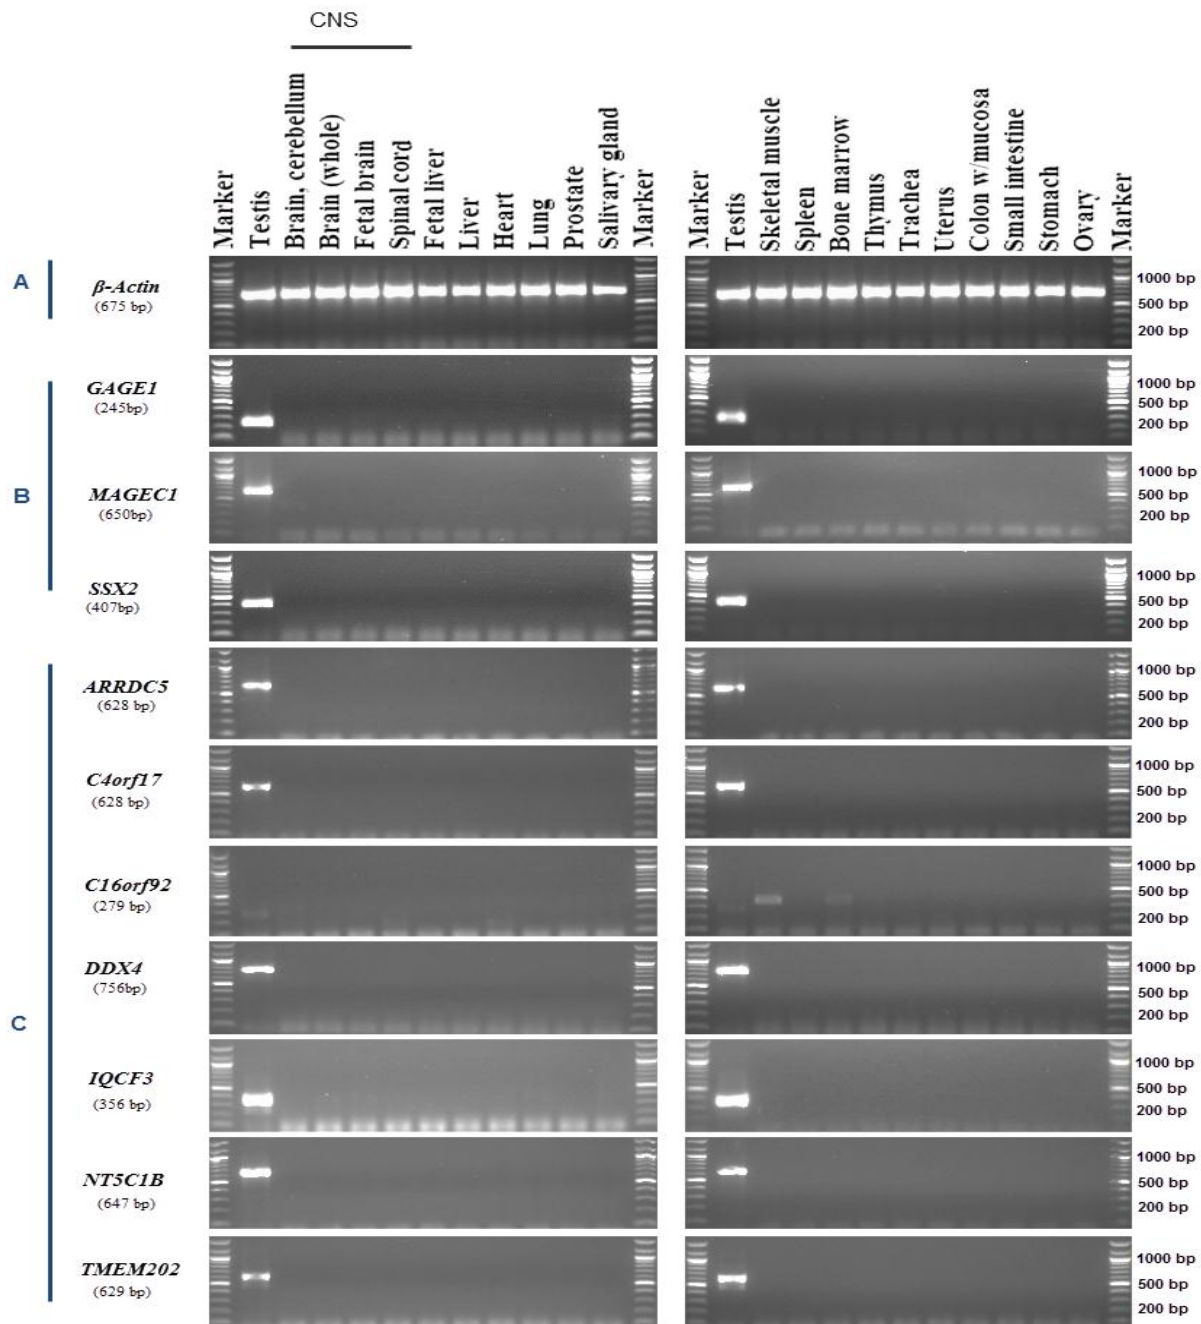 CNS
Marker
Testis
Brain, cerebellum
Brain (whole)
Fetal brain
Spinal cord
Fetal liver
Liver
Heart
Lung
Prostate
Salivary gland
Marker
Marker
Testis
Skeletal muscle
Spleen
Bone marrow
Thymus
Trachea
Uterus
Colon w/mucosa
Small intestine
Stomach
Ovary
Marker
A
β-Actin
(675 bp)
1000 bp
500 bp
200 bp
B
GAGE1
(245bp)
1000 bp
500 bp
200 bp
MAGEC1
(650bp)
1000 bp
500 bp
200 bp
SSX2
(407bp)
1000 bp
500 bp
200 bp
C
ARRDC5
(628 bp)
1000 bp
500 bp
200 bp
C4orf17
(628 bp)
1000 bp
500 bp
200 bp
C16orf92
(279 bp)
1000 bp
500 bp
200 bp
DDX4
(756bp)
1000 bp
500 bp
200 bp
IQCF3
(356 bp)
1000 bp
500 bp
200 bp
NT5C1B
(647 bp)
1000 bp
500 bp
200 bp
TMEM202
(629 bp)
1000 bp
500 bp
200 bp